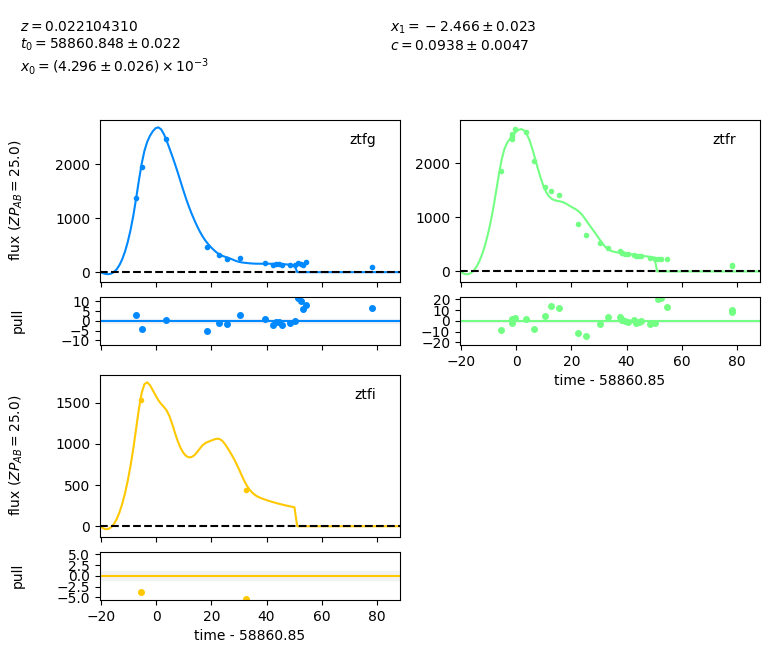 z = 0.022104310
t₀ = 58860.848 ± 0.022
x₀ = (4.296 ± 0.026) × 10⁻³
x₁ = −2.466 ± 0.023
c = 0.0938 ± 0.0047
ztfg
flux (ZP_AB = 25.0)
2000
1000
0
ztfr
2000
1000
0
pull
10
5
0
−5
−10
20
10
0
−10
−20
−20 0 20 40 60 80
time - 58860.85
ztfi
flux (ZP_AB = 25.0)
1500
1000
500
0
pull
5.0
2.5
0.0
−2.5
−5.0
−20 0 20 40 60 80
time - 58860.85